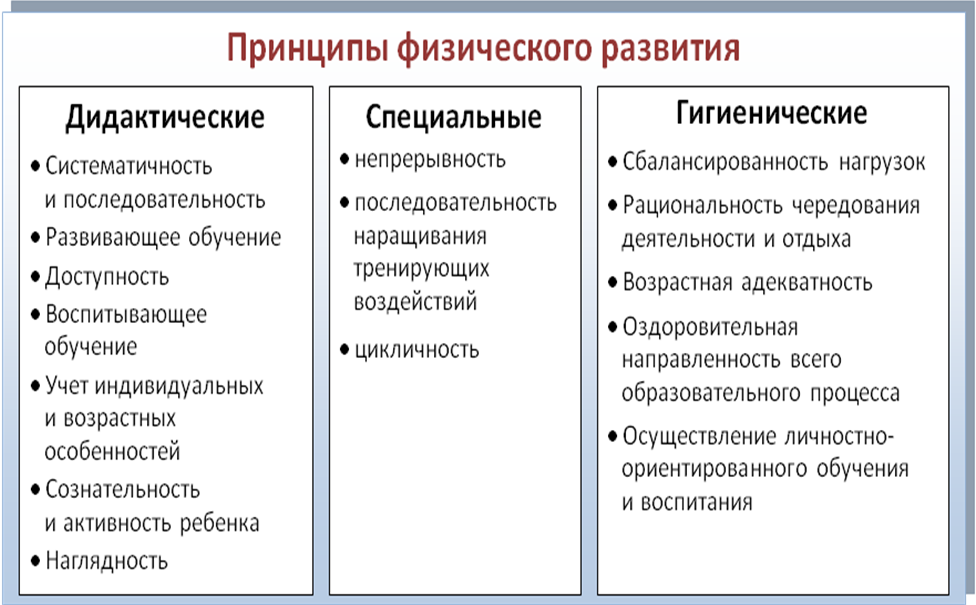 Принципы физического развития
Дидактические
• Систематичность
и последовательность
• Развивающее обучение
• Доступность
• Воспитывающее
обучение
• Учет индивидуальных
и возрастных
особенностей
• Сознательность
и активность ребенка
• Наглядность
Специальные
• непрерывность
• последовательность
наращивания
тренирующих
воздействий
• цикличность
Гигиенические
• Сбалансированность нагрузок
• Рациональность чередования
деятельности и отдыха
• Возрастная адекватность
• Оздоровительная
направленность всего
образовательного процесса
• Осуществление личностно-
ориентированного обучения
и воспитания